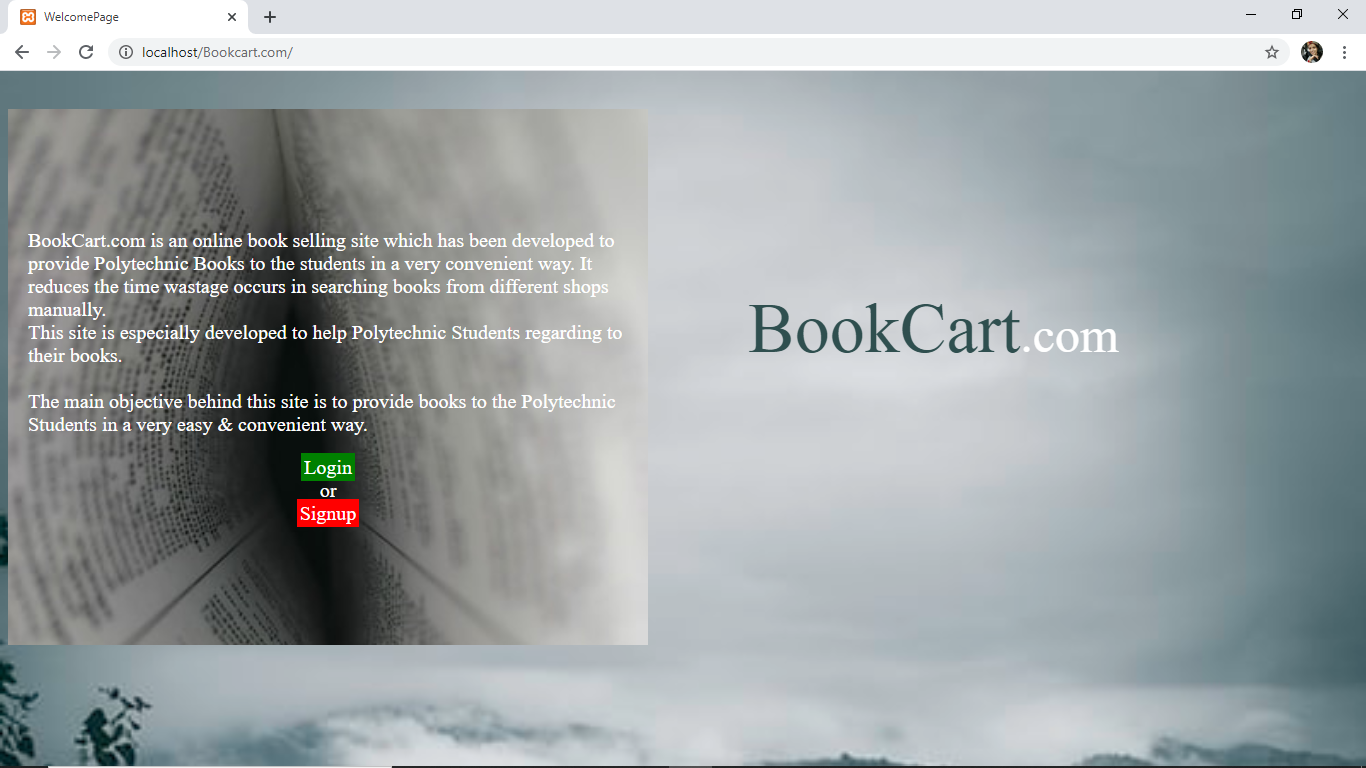 WelcomePage
localhost/Bookcart.com/
BookCart.com is an online book selling site which has been developed to
provide Polytechnic Books to the students in a very convenient way. It
reduces the time wastage occurs in searching books from different shops
manually.
This site is especially developed to help Polytechnic Students regarding to
their books.
The main objective behind this site is to provide books to the Polytechnic
Students in a very easy & convenient way.
Login
or
Signup
BookCart.com